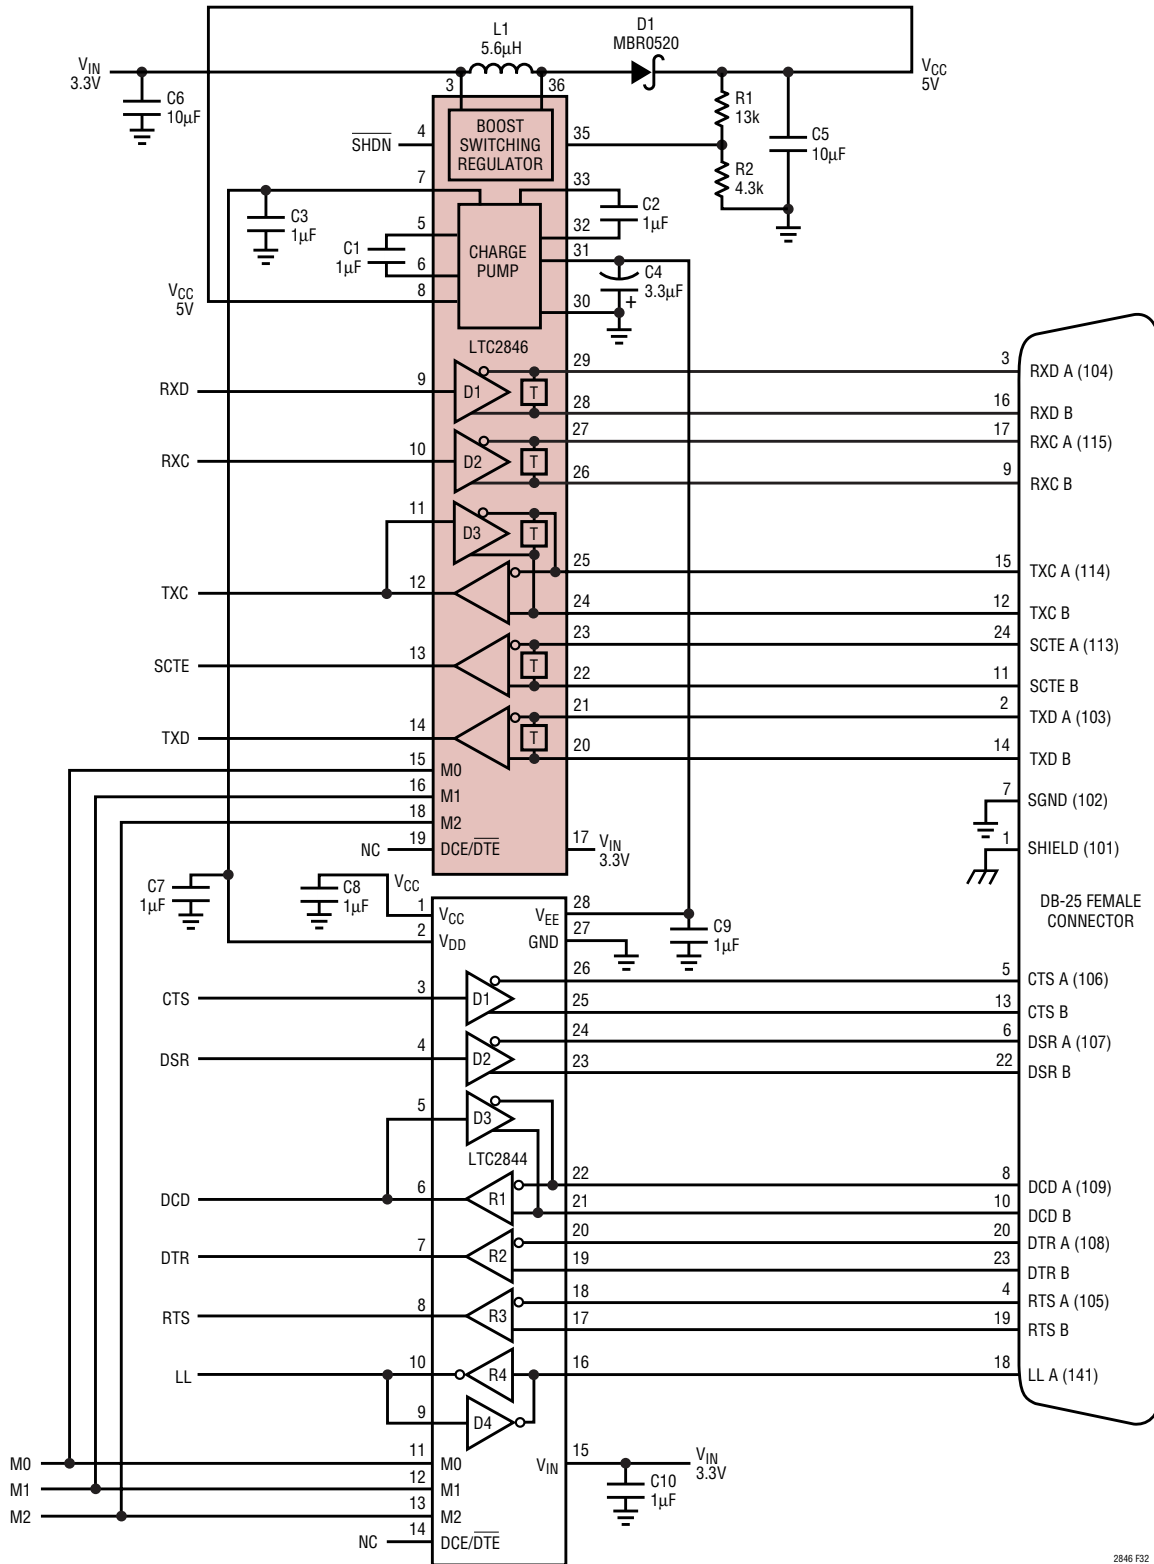 L1
5.6µH
D1
MBR0520
VIN
3.3V
3
36
VCC
5V
C6
10µF
R1
13k
C5
10µF
R2
4.3k
SHDN
4
BOOST
SWITCHING
REGULATOR
35
7
33
C3
1µF
C2
1µF
5
32
C1
1µF
CHARGE
PUMP
31
6
C4
3.3µF
+
VCC
5V
8
30
LTC2846
RXD
9
D1
T
29
3
RXD A (104)
28
16
RXD B
RXC
10
D2
T
27
17
RXC A (115)
26
9
RXC B
11
D3
T
25
15
TXC A (114)
TXC
12
24
12
TXC B
23
24
SCTE A (113)
SCTE
13
T
22
11
SCTE B
21
2
TXD A (103)
TXD
14
T
20
14
TXD B
15
M0
16
M1
7
SGND (102)
18
M2
NC
19
DCE/DTE
17
VIN
3.3V
1
SHIELD (101)
C7
1µF
C8
1µF
VCC
1
VCC
VEE
28
DB-25 FEMALE
CONNECTOR
2
VDD
GND
27
C9
1µF
CTS
3
D1
26
5
CTS A (106)
25
13
CTS B
DSR
4
D2
24
6
DSR A (107)
23
22
DSR B
5
D3
LTC2844
DCD
6
R1
22
8
DCD A (109)
21
10
DCD B
DTR
7
R2
20
20
DTR A (108)
19
23
DTR B
RTS
8
R3
18
4
RTS A (105)
17
19
RTS B
LL
10
R4
16
18
LL A (141)
9
D4
M0
11
M0
VIN
15
VIN
3.3V
M1
12
M1
C10
1µF
M2
13
M2
NC
14
DCE/DTE
2846 F32